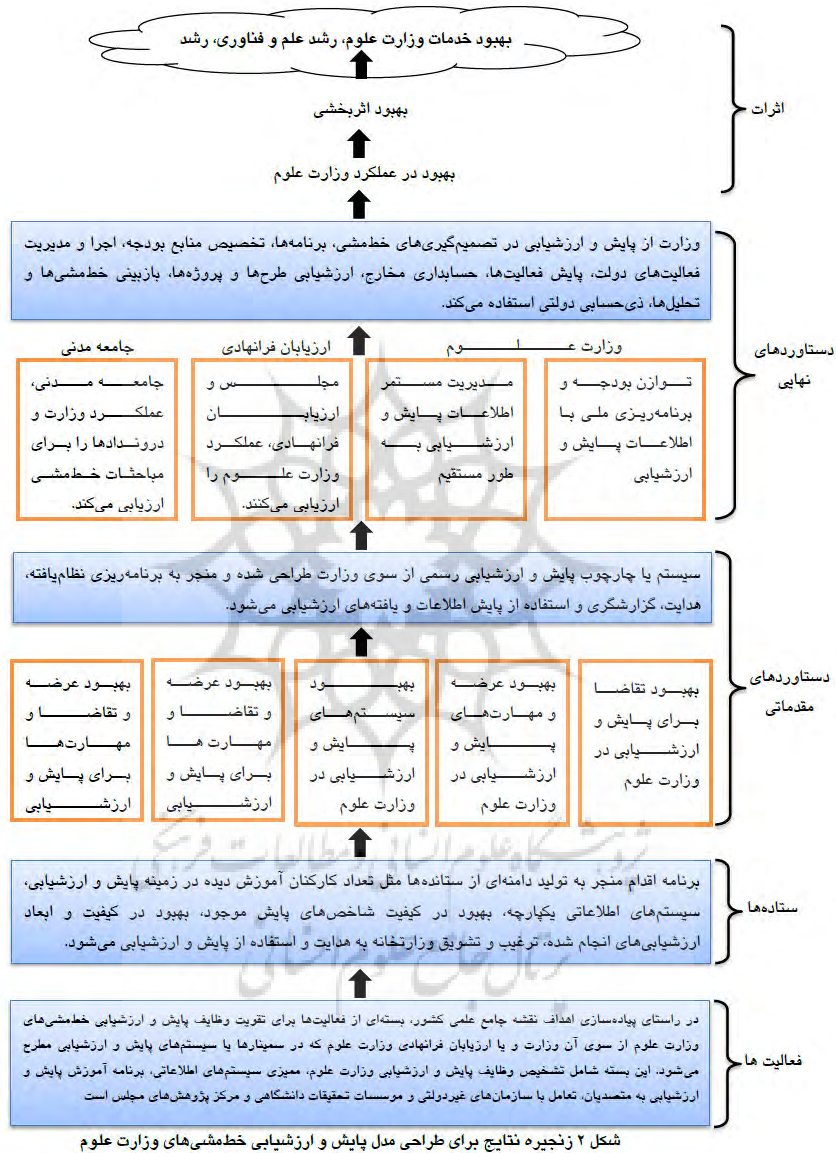 بهبود خدمات وزارت علوم، رشد علم و فناوری، رشد
بهبود اثربخشی
اثرات
بهبود در عملکرد وزارت علوم
وزارت از پایش و ارزشیابی در تصمیم‌گیری‌های خط‌مشی، برنامه‌ها، تخصیص منابع بودجه، اجرا و مدیریت
فعالیت‌های دولت، پایش فعالیت‌ها، حسابداری مخارج، ارزشیابی طرح‌ها و پروژه‌ها، بازبینی خط‌مشی‌ها و
تحلیل‌ها، ذی‌حسابی دولتی استفاده می‌کند.
دستاوردهای
نهایی
وزارت علوم
توازن بودجه و
برنامه‌ریزی ملی با
اطلاعات پایش و
ارزشیابی
مدیریت مستمر
اطلاعات پایش و
ارزشیابی به
طور مستقیم
ارزیابان فرانهادی
مجلس و
ارزیابان
فرانهادی، عملکرد
وزارت علوم را
ارزیابی می‌کنند.
جامعه مدنی
جامعه مدنی،
عملکرد وزارت و
دروندادها را برای
مباحثات خط‌مشی
ارزیابی می‌کند.
سیستم یا چارچوب پایش و ارزشیابی رسمی از سوی وزارت طراحی شده و منجر به برنامه‌ریزی نظام‌یافته،
هدایت، گزارشگری و استفاده از پایش اطلاعات و یافته‌های ارزشیابی می‌شود.
دستاوردهای
مقدماتی
بهبود تقاضا
برای پایش و
ارزشیابی در
وزارت علوم
بهبود عرضه
و مهارت‌های
پایش و
ارزشیابی در
وزارت علوم
بهبود
سیستم‌های
پایش و
ارزشیابی در
وزارت علوم
بهبود عرضه
و تقاضا و
مهارت ها
برای پایش و
ارزشیابی
بهبود عرضه
و تقاضا و
مهارت‌ها
برای پایش و
ارزشیابی
پژوهشگاه علوم انسانی و مطالعات فرهنگی
برنامه اقدام منجر به تولید دامنه‌ای از ستانده‌ها مثل تعداد کارکنان آموزش دیده در زمینه پایش و ارزشیابی،
سیستم‌های اطلاعاتی یکپارچه، بهبود در کیفیت شاخص‌های پایش موجود، بهبود در کیفیت و ابعاد
ارزشیابی‌های انجام شده، ترغیب و تشویق وزارتخانه به هدایت و استفاده از پایش و ارزشیابی می‌شود.
ستاده‌ها
پرتال جامع علوم انسانی
در راستای پیاده‌سازی اهداف نقشه جامع علمی کشور، بسته‌ای از فعالیت‌ها برای تقویت وظایف پایش و ارزشیابی خط‌مشی‌های
وزارت علوم از سوی آن وزارت و یا ارزیابان فرانهادی وزارت علوم که در سمینارها یا سیستم‌های پایش و ارزشیابی مطرح
می‌شود. این بسته شامل تشخیص وظایف پایش و ارزشیابی وزارت علوم، ممیزی سیستم‌های اطلاعاتی، برنامه آموزش پایش و
ارزشیابی به متصدیان، تعامل با سازمان‌های غیردولتی و موسسات تحقیقات دانشگاهی و مرکز پژوهش‌های مجلس است
فعالیت ها
شکل ۲ زنجیره نتایج برای طراحی مدل پایش و ارزشیابی خط‌مشی‌های وزارت علوم